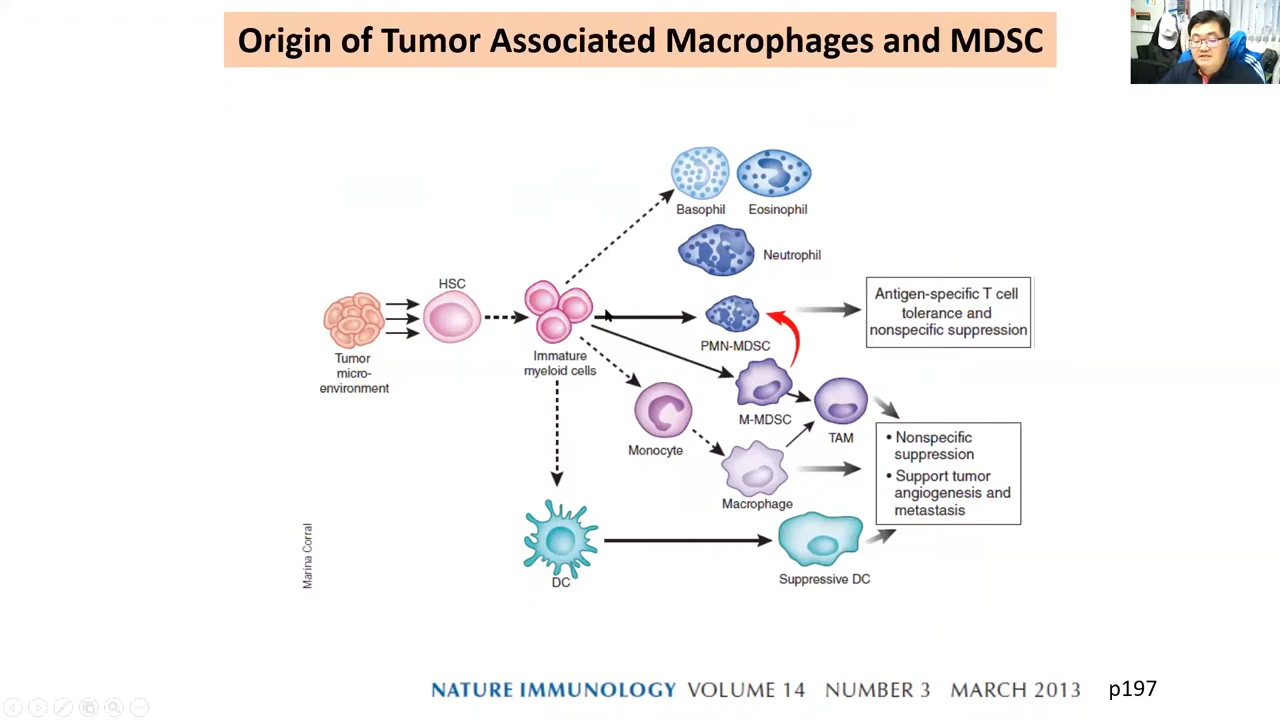 Origin of Tumor Associated Macrophages and MDSC
Basophil
Eosinophil
Neutrophil
HSC
Antigen-specific T cell
tolerance and
nonspecific suppression
PMN-MDSC
Tumor
micro-
environment
Immature
myeloid cells
M-MDSC
TAM
Monocyte
• Nonspecific
suppression
• Support tumor
angiogenesis and
metastasis
Macrophage
Marina Corral
DC
Suppressive DC
NATURE IMMUNOLOGY VOLUME 14 NUMBER 3 MARCH 2013 p197